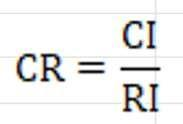 CR = CI / RI